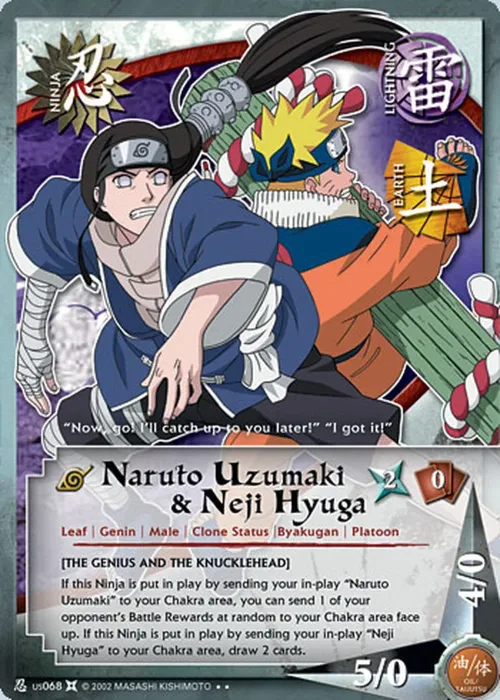 NINJA
忍
LIGHTNING
雷
EARTH
土
"Now, go! I'll catch up to you later!" "I got it!"
Naruto Uzumaki
& Neji Hyuga
2
0
Leaf | Genin | Male | Clone Status |Byakugan | Platoon
[THE GENIUS AND THE KNUCKLEHEAD]
If this Ninja is put in play by sending your in-play "Naruto
Uzumaki" to your Chakra area, you can send 1 of your
opponent's Battle Rewards at random to your Chakra area face
up. If this Ninja is put in play by sending your in-play "Neji
Hyuga" to your Chakra area, draw 2 cards.
4/0
5/0
油/体
OIL/
TAIJUTSU
忍 US068 © 2002 MASASHI KISHIMOTO